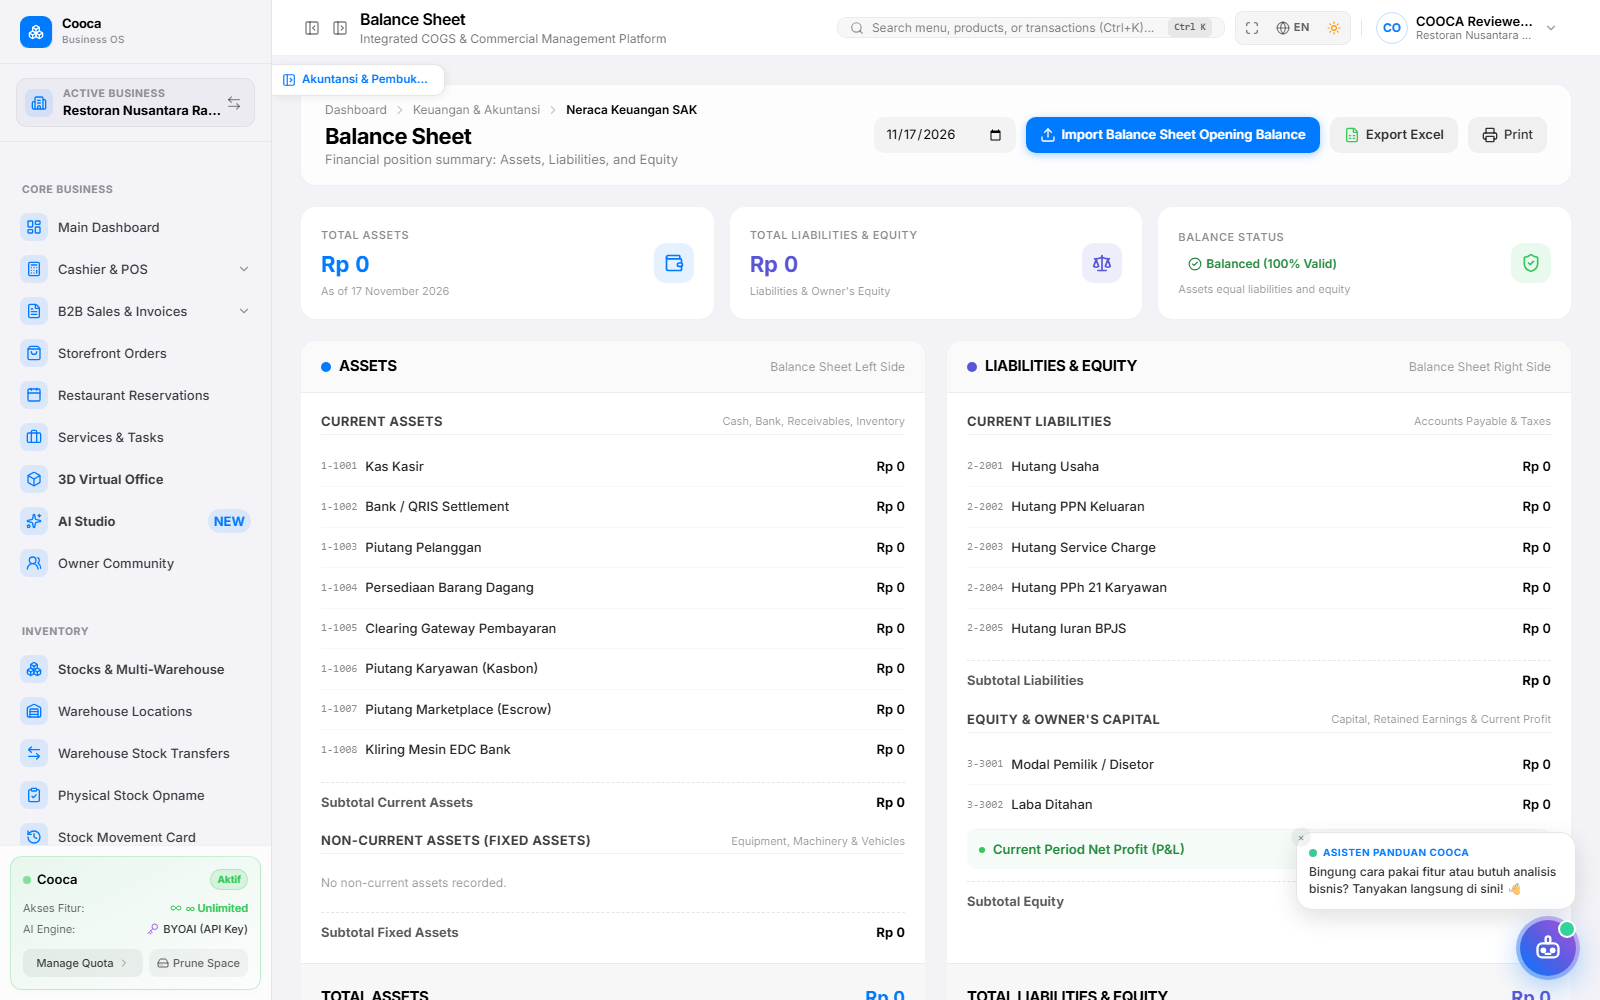 Cooca
Business OS
ACTIVE BUSINESS
Restoran Nusantara Ra...
CORE BUSINESS
Main Dashboard
Cashier & POS
B2B Sales & Invoices
Storefront Orders
Restaurant Reservations
Services & Tasks
3D Virtual Office
AI Studio NEW
Owner Community
INVENTORY
Stocks & Multi-Warehouse
Warehouse Locations
Warehouse Stock Transfers
Physical Stock Opname
Stock Movement Card
Cooca Aktif
Akses Fitur: ∞ Unlimited
AI Engine: BYOAI (API Key)
Manage Quota
Prune Space
Balance Sheet
Integrated COGS & Commercial Management Platform
Search menu, products, or transactions (Ctrl+K)... Ctrl K
EN
CO
COOCA Reviewe...
Restoran Nusantara ...
Akuntansi & Pembuk...
Dashboard > Keuangan & Akuntansi > Neraca Keuangan SAK
Balance Sheet
Financial position summary: Assets, Liabilities, and Equity
11/17/2026
Import Balance Sheet Opening Balance
Export Excel
Print
TOTAL ASSETS
Rp 0
As of 17 November 2026
TOTAL LIABILITIES & EQUITY
Rp 0
Liabilities & Owner's Equity
BALANCE STATUS
Balanced (100% Valid)
Assets equal liabilities and equity
ASSETS
Balance Sheet Left Side
CURRENT ASSETS
Cash, Bank, Receivables, Inventory
1-1001 Kas Kasir Rp 0
1-1002 Bank / QRIS Settlement Rp 0
1-1003 Piutang Pelanggan Rp 0
1-1004 Persediaan Barang Dagang Rp 0
1-1005 Clearing Gateway Pembayaran Rp 0
1-1006 Piutang Karyawan (Kasbon) Rp 0
1-1007 Piutang Marketplace (Escrow) Rp 0
1-1008 Kliring Mesin EDC Bank Rp 0
Subtotal Current Assets Rp 0
NON-CURRENT ASSETS (FIXED ASSETS)
Equipment, Machinery & Vehicles
No non-current assets recorded.
Subtotal Fixed Assets Rp 0
TOTAL ASSETS Rp 0
LIABILITIES & EQUITY
Balance Sheet Right Side
CURRENT LIABILITIES
Accounts Payable & Taxes
2-2001 Hutang Usaha Rp 0
2-2002 Hutang PPN Keluaran Rp 0
2-2003 Hutang Service Charge Rp 0
2-2004 Hutang PPh 21 Karyawan Rp 0
2-2005 Hutang Iuran BPJS Rp 0
Subtotal Liabilities Rp 0
EQUITY & OWNER'S CAPITAL
Capital, Retained Earnings & Current Profit
3-3001 Modal Pemilik / Disetor Rp 0
3-3002 Laba Ditahan Rp 0
Current Period Net Profit (P&L)
Subtotal Equity
TOTAL LIABILITIES & EQUITY Rp 0
×
ASISTEN PANDUAN COOCA
Bingung cara pakai fitur atau butuh analisis
bisnis? Tanyakan langsung di sini! 👋